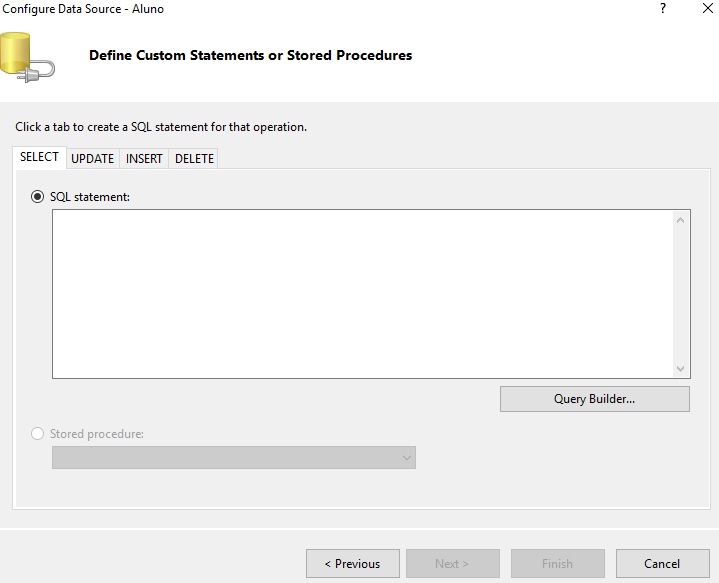 Configure Data Source - Aluno
?
Define Custom Statements or Stored Procedures
Click a tab to create a SQL statement for that operation.
SELECT UPDATE INSERT DELETE
SQL statement:
Query Builder...
Stored procedure:
< Previous Next > Finish Cancel